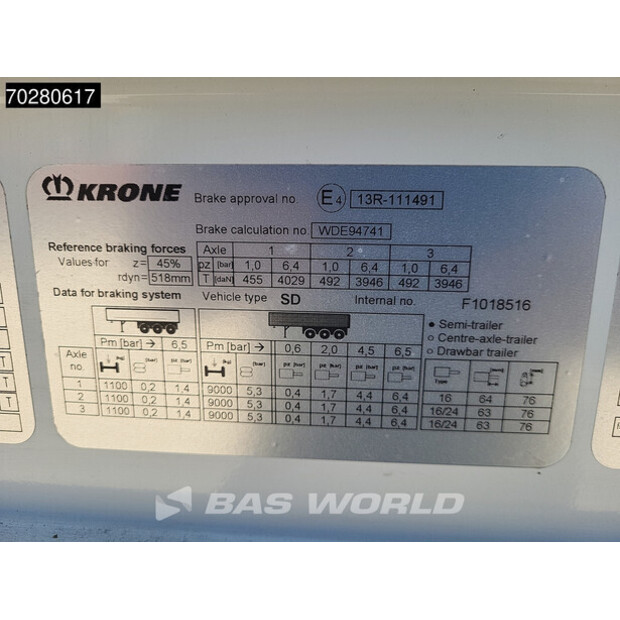 70280617
KRONE Brake approval no. E4 13R-111491
Brake calculation no. WDE94741
Reference braking forces Axle 1 2 3
Values for z= 45% pz [bar] 1,0 6,4 1,0 6,4 1,0 6,4
rdyn= 518mm T [daN] 455 4029 492 3946 492 3946
Data for braking system Vehicle type SD Internal no. F1018516
Semi-trailer
Centre-axle-trailer
Drawbar trailer
Pm [bar] → 6,5 Pm [bar] → 0,6 2,0 4,5 6,5
Axle no. Type
1 1100 0,2 1,4 9000 5,3 0,4 1,7 4,4 6,4 16 64 76
2 1100 0,2 1,4 9000 5,3 0,4 1,7 4,4 6,4 16/24 63 76
3 1100 0,2 1,4 9000 5,3 0,4 1,7 4,4 6,4 16/24 63 76
BAS WORLD